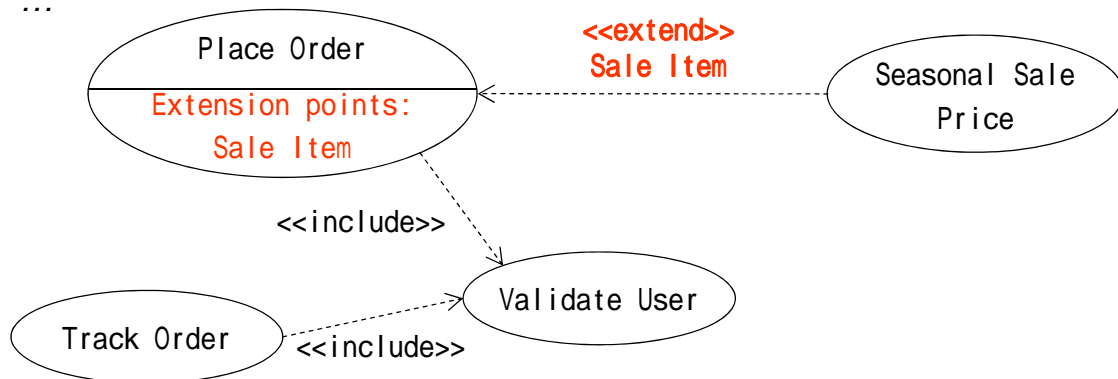 ...
Place Order
Extension points:
Sale Item
<<extend>>
Sale Item
Seasonal Sale
Price
<<include>>
Validate User
Track Order
<<include>>